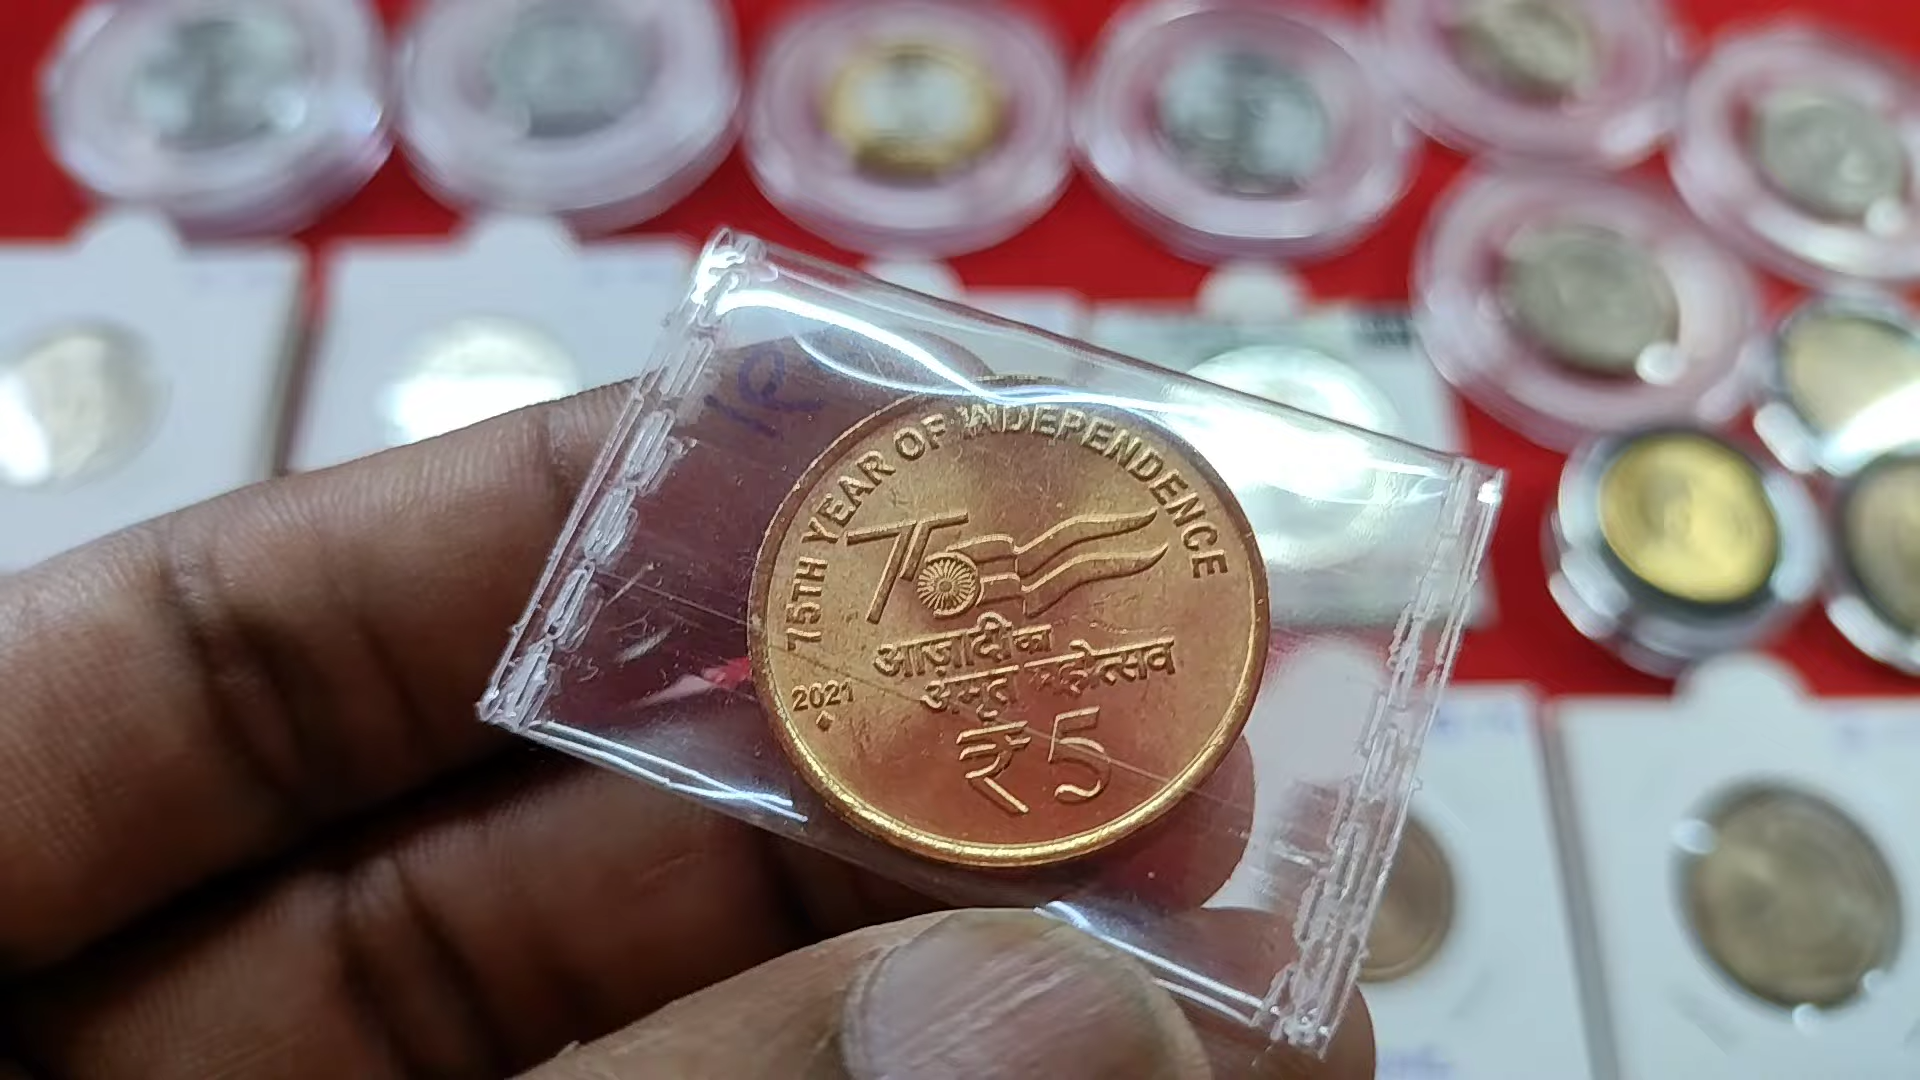 75TH YEAR OF INDEPENDENCE
75
आज़ादी का
अमृत महोत्सव
2021
₹ 5